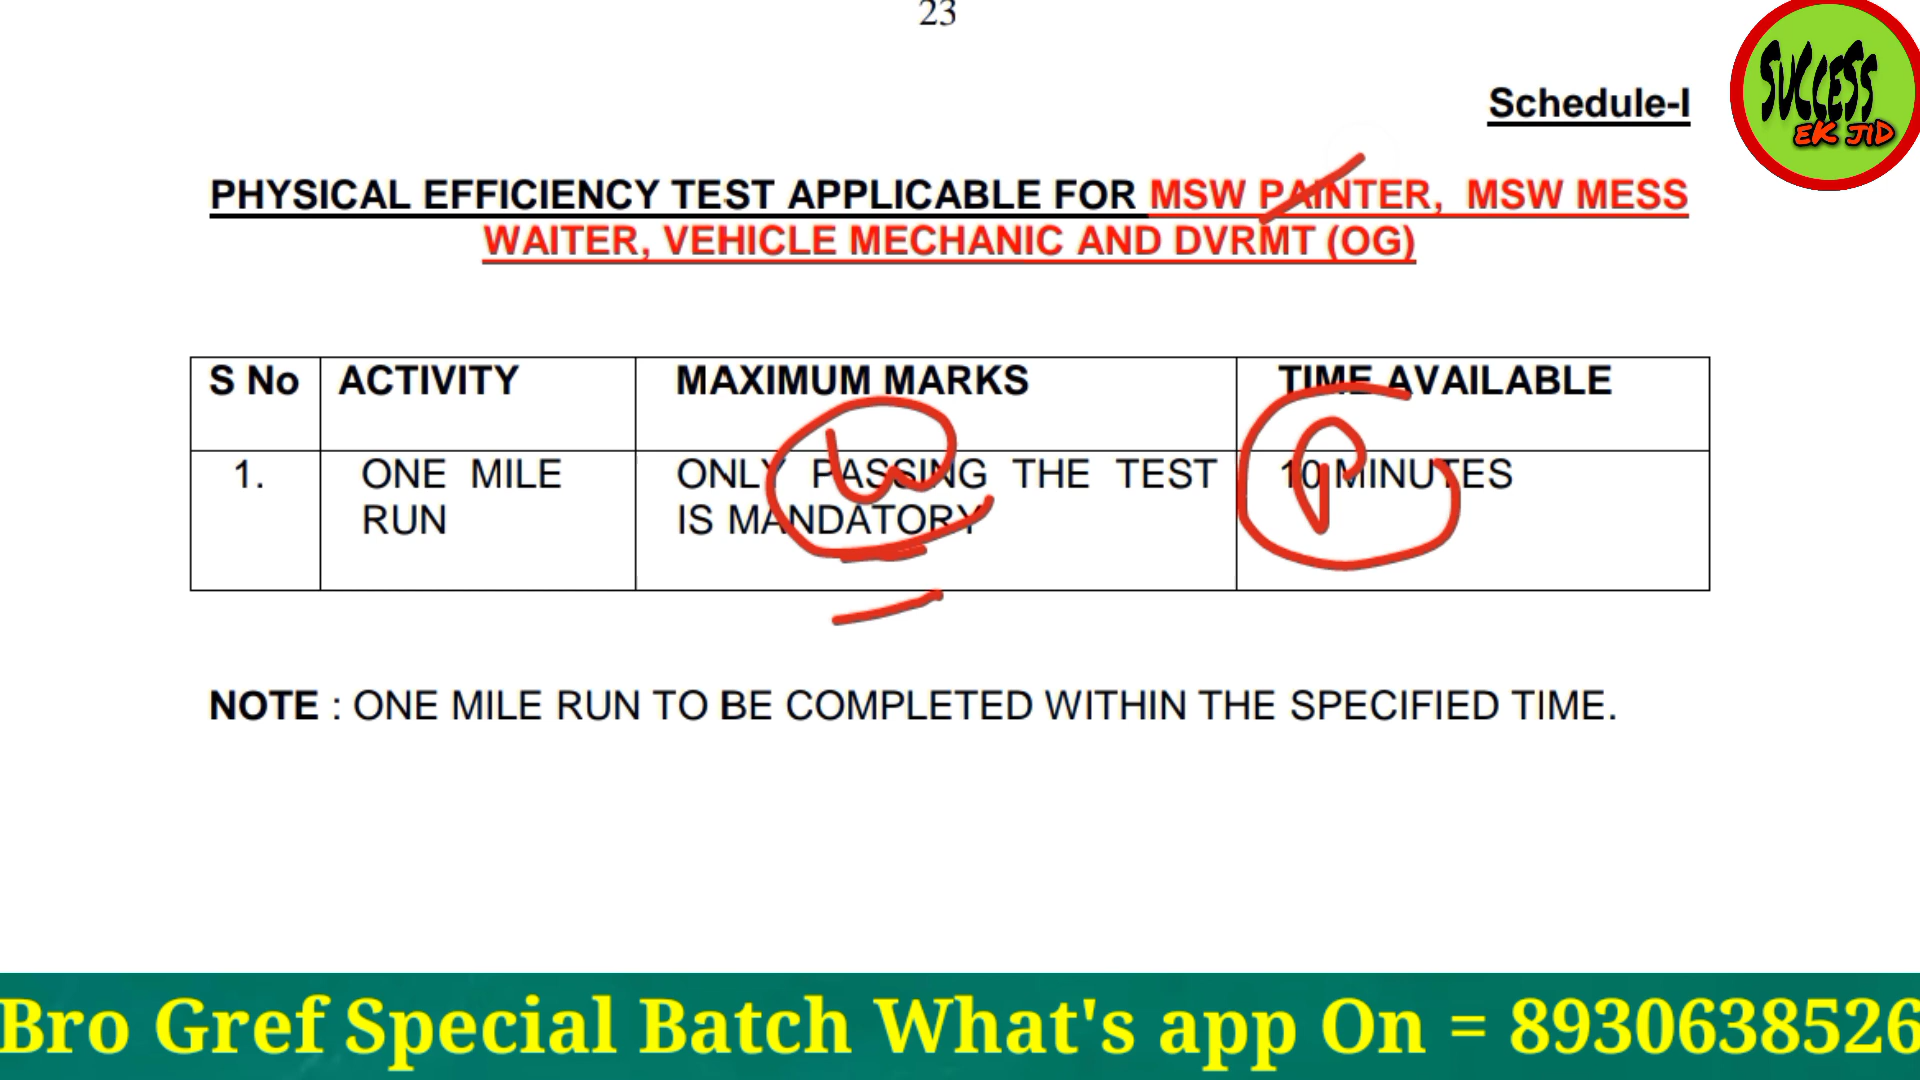 23
Schedule-I
SUCCESS
EK JID
PHYSICAL EFFICIENCY TEST APPLICABLE FOR MSW PAINTER, MSW MESS
WAITER, VEHICLE MECHANIC AND DVRMT (OG)
S No ACTIVITY MAXIMUM MARKS TIME AVAILABLE
1. ONE MILE ONLY PASSING THE TEST 10 MINUTES
RUN IS MANDATORY
NOTE : ONE MILE RUN TO BE COMPLETED WITHIN THE SPECIFIED TIME.
Bro Gref Special Batch What's app On = 8930638526